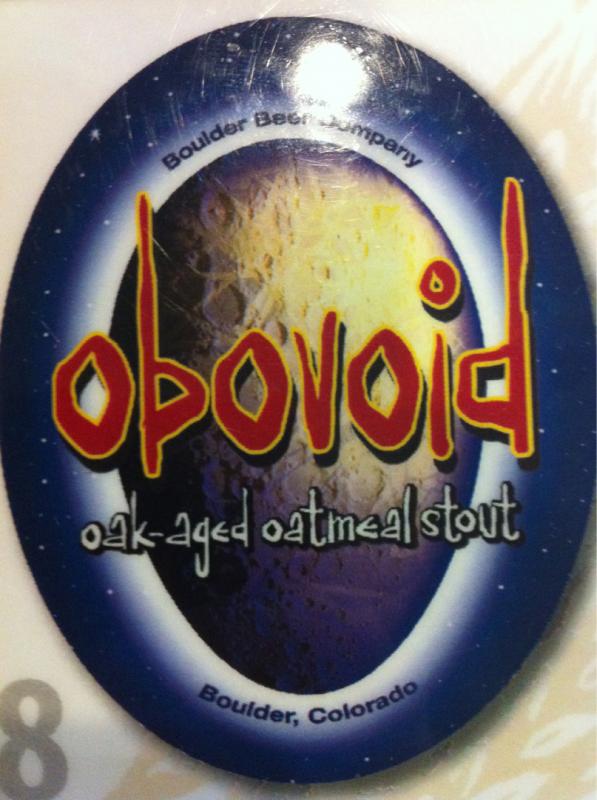 Boulder Beer Company
obovoid
oak-aged oatmeal stout
Boulder, Colorado
8